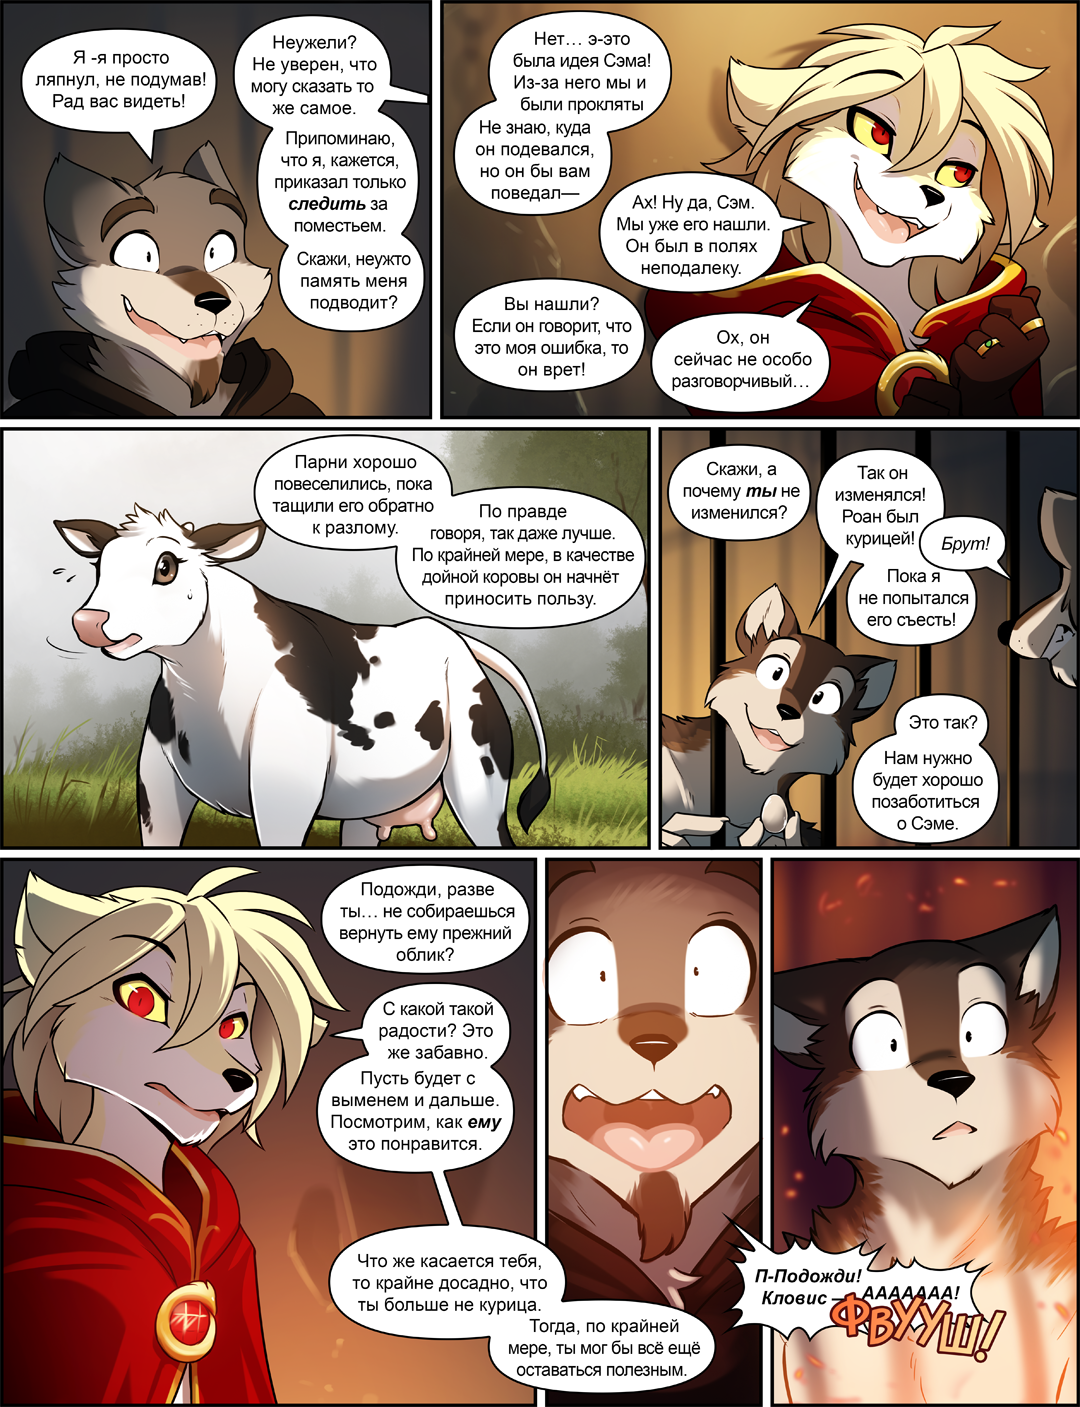 Я -я просто
ляпнул, не подумав!
Рад вас видеть!
Неужели?
Не уверен, что
могу сказать то
же самое.
Припоминаю,
что я, кажется,
приказал только
следить за
поместьем.
Скажи, неужто
память меня
подводит?
Нет... э-это
была идея Сэма!
Из-за него мы и
были прокляты
Не знаю, куда
он подевался,
но он бы вам
поведал—
Ах! Ну да, Сэм.
Мы уже его нашли.
Он был в полях
неподалеку.
Вы нашли?
Если он говорит, что
это моя ошибка, то
он врет!
Ох, он
сейчас не особо
разговорчивый...
Парни хорошо
повеселились, пока
тащили его обратно
к разлому.
По правде
говоря, так даже лучше.
По крайней мере, в качестве
дойной коровы он начнёт
приносить пользу.
Скажи, а
почему ты не
изменился?
Так он
изменялся!
Роан был
курицей!
Брут!
Пока я
не попытался
его съесть!
Это так?
Нам нужно
будет хорошо
позаботиться
о Сэме.
Подожди, разве
ты... не собираешься
вернуть ему прежний
облик?
С какой такой
радости? Это
же забавно.
Пусть будет с
выменем и дальше.
Посмотрим, как ему
это понравится.
Что же касается тебя,
то крайне досадно, что
ты больше не курица.
Тогда, по крайней
мере, ты мог бы всё ещё
оставаться полезным.
П-Подожди!
Кловис — ААААААА!
ФВУУШ!